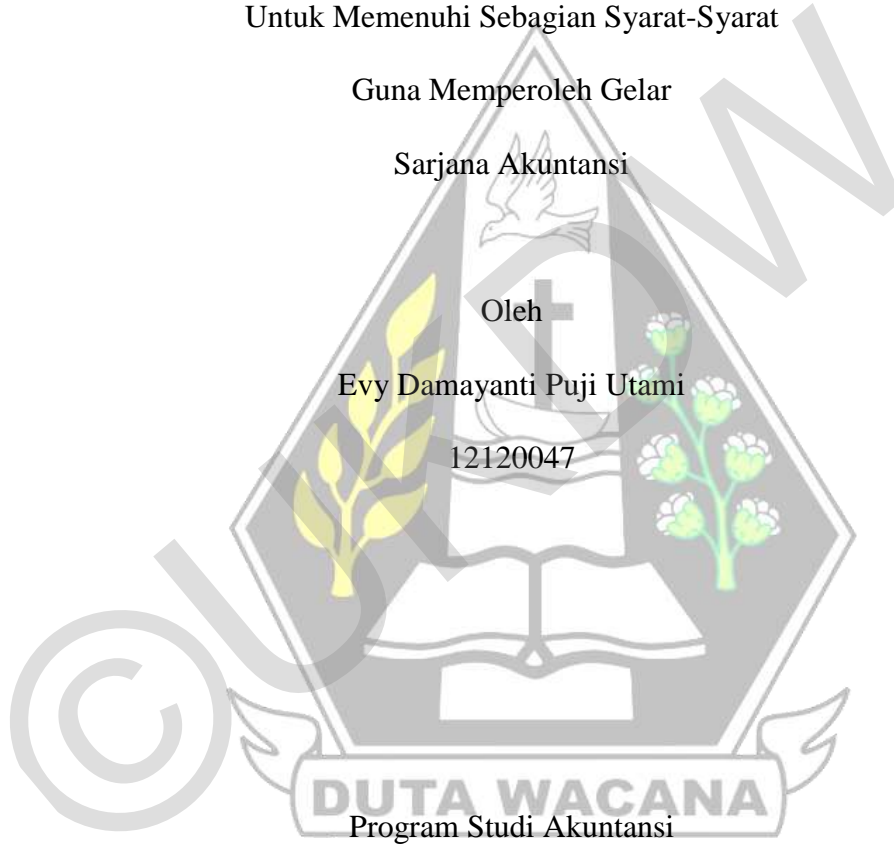 Untuk Memenuhi Sebagian Syarat-Syarat
Guna Memperoleh Gelar
Sarjana Akuntansi
Oleh
Evy Damayanti Puji Utami
12120047
©UKDW
DUTA WACANA
Program Studi Akuntansi